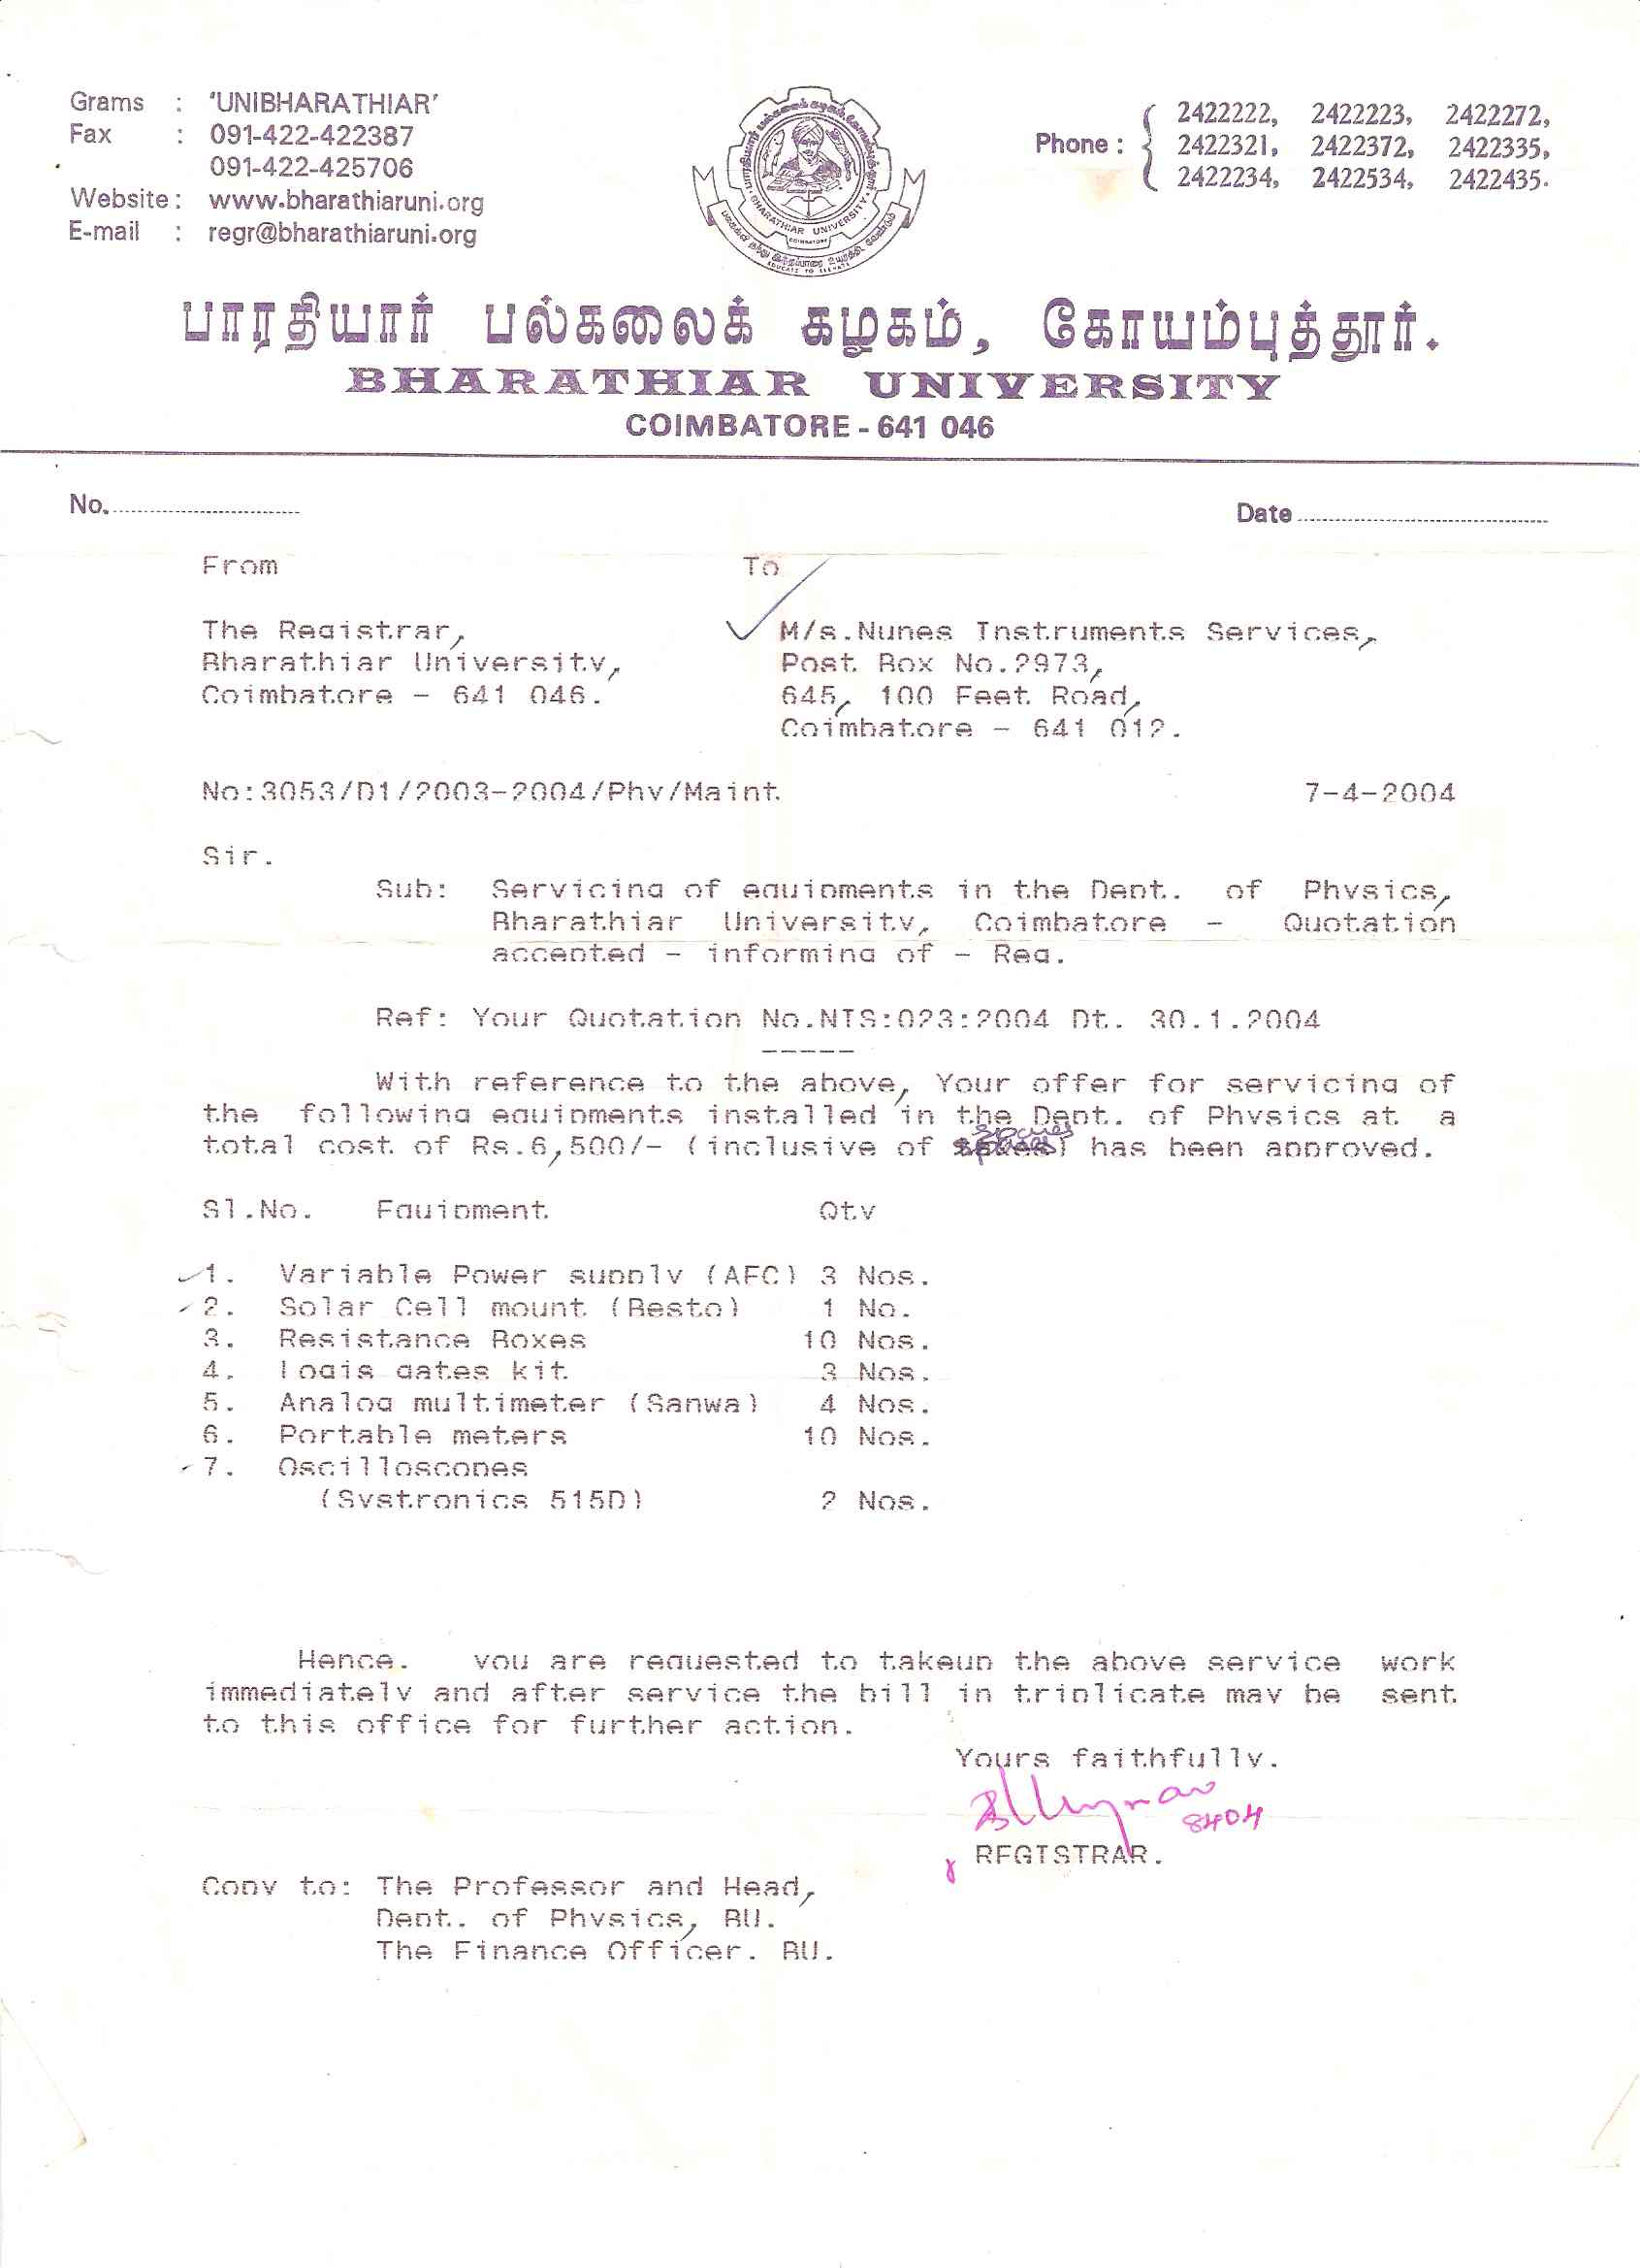 Grams : 'UNIBHARATHIAR'
Fax : 091-422-422387
091-422-425706
Website : www.bharathiaruni.org
E-mail : regr@bharathiaruni.org
Phone : 2422222, 2422223, 2422272,
2422321, 2422372, 2422335,
2422234, 2422534, 2422435.
BHARATHIAR UNIVERSITY
COIMBATORE
EDUCATE TO ELEVATE
பாரதியார் பல்கலைக் கழகம், கோயம்புத்தூர்.
BHARATHIAR UNIVERSITY
COIMBATORE - 641 046
No.
Date
From To
The Registrar, M/s.Nunes Instruments Services,
Bharathiar University, Post Box No.2973,
Coimbatore - 641 046. 645, 100 Feet Road,
Coimbatore - 641 012.
No:3053/D1/2003-2004/Phy/Maint 7-4-2004
Sir.
Sub: Servicing of equipments in the Dept. of Physics,
Bharathiar University, Coimbatore - Quotation
accepted - informing of - Reg.
Ref: Your Quotation No.NIS:023:2004 Dt. 30.1.2004
-----
With reference to the above, Your offer for servicing of
the following equipments installed in the Dept. of Physics at a
total cost of Rs.6,500/- (inclusive of spares) has been approved.
Sl.No. Equipment Qty
1. Variable Power supply (AFC) 3 Nos.
2. Solar Cell mount (Besto) 1 No.
3. Resistance Boxes 10 Nos.
4. Logis gates kit 3 Nos.
5. Analog multimeter (Sanwa) 4 Nos.
6. Portable meters 10 Nos.
7. Oscilloscopes
(Systronics 515D) 2 Nos.
Hence. you are requested to takeup the above service work
immediately and after service the bill in triplicate may be sent
to this office for further action.
Yours faithfully.
8404
REGISTRAR.
Copy to: The Professor and Head,
Dept. of Physics, BU.
The Finance Officer. BU.